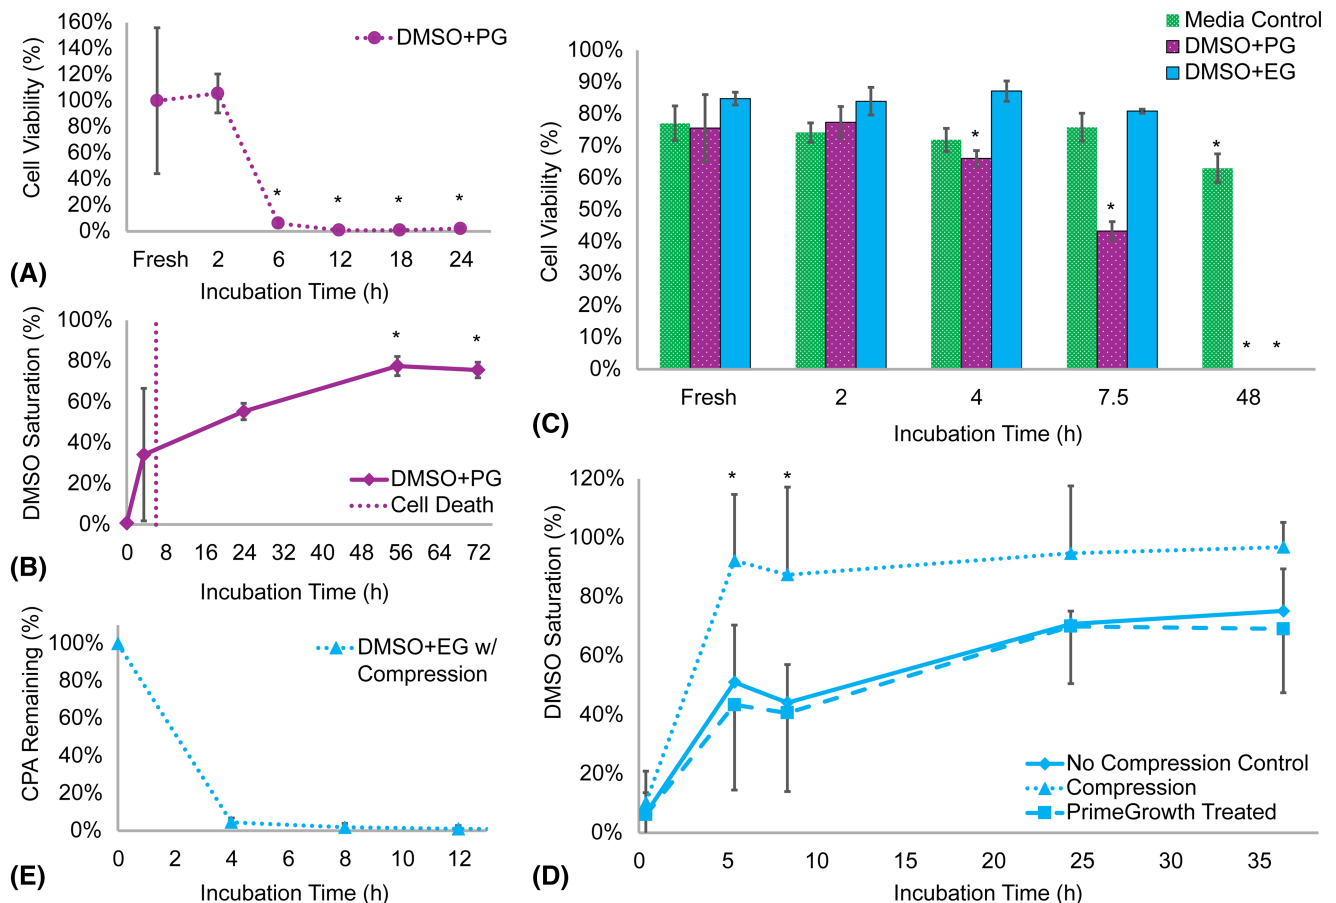 160%
140%
120%
100%
80%
60%
40%
20%
0%
Cell Viability (%)
DMSO+PG
* * * *
Fresh 2 6 12 18 24
Incubation Time (h)
(A)
100%
80%
60%
40%
20%
0%
DMSO Saturation (%)
* *
DMSO+PG
Cell Death
0 8 16 24 32 40 48 56 64 72
Incubation Time (h)
(B)
100%
80%
60%
40%
20%
0%
CPA Remaining (%)
DMSO+EG w/
Compression
0 2 4 6 8 10 12
Incubation Time (h)
(E)
Media Control
DMSO+PG
DMSO+EG
100%
90%
80%
70%
60%
50%
40%
30%
20%
10%
0%
Cell Viability (%)
* * * * *
Fresh 2 4 7.5 48
Incubation Time (h)
(C)
120%
100%
80%
60%
40%
20%
0%
DMSO Saturation (%)
* *
No Compression Control
Compression
PrimeGrowth Treated
0 5 10 15 20 25 30 35
Incubation Time (h)
(D)